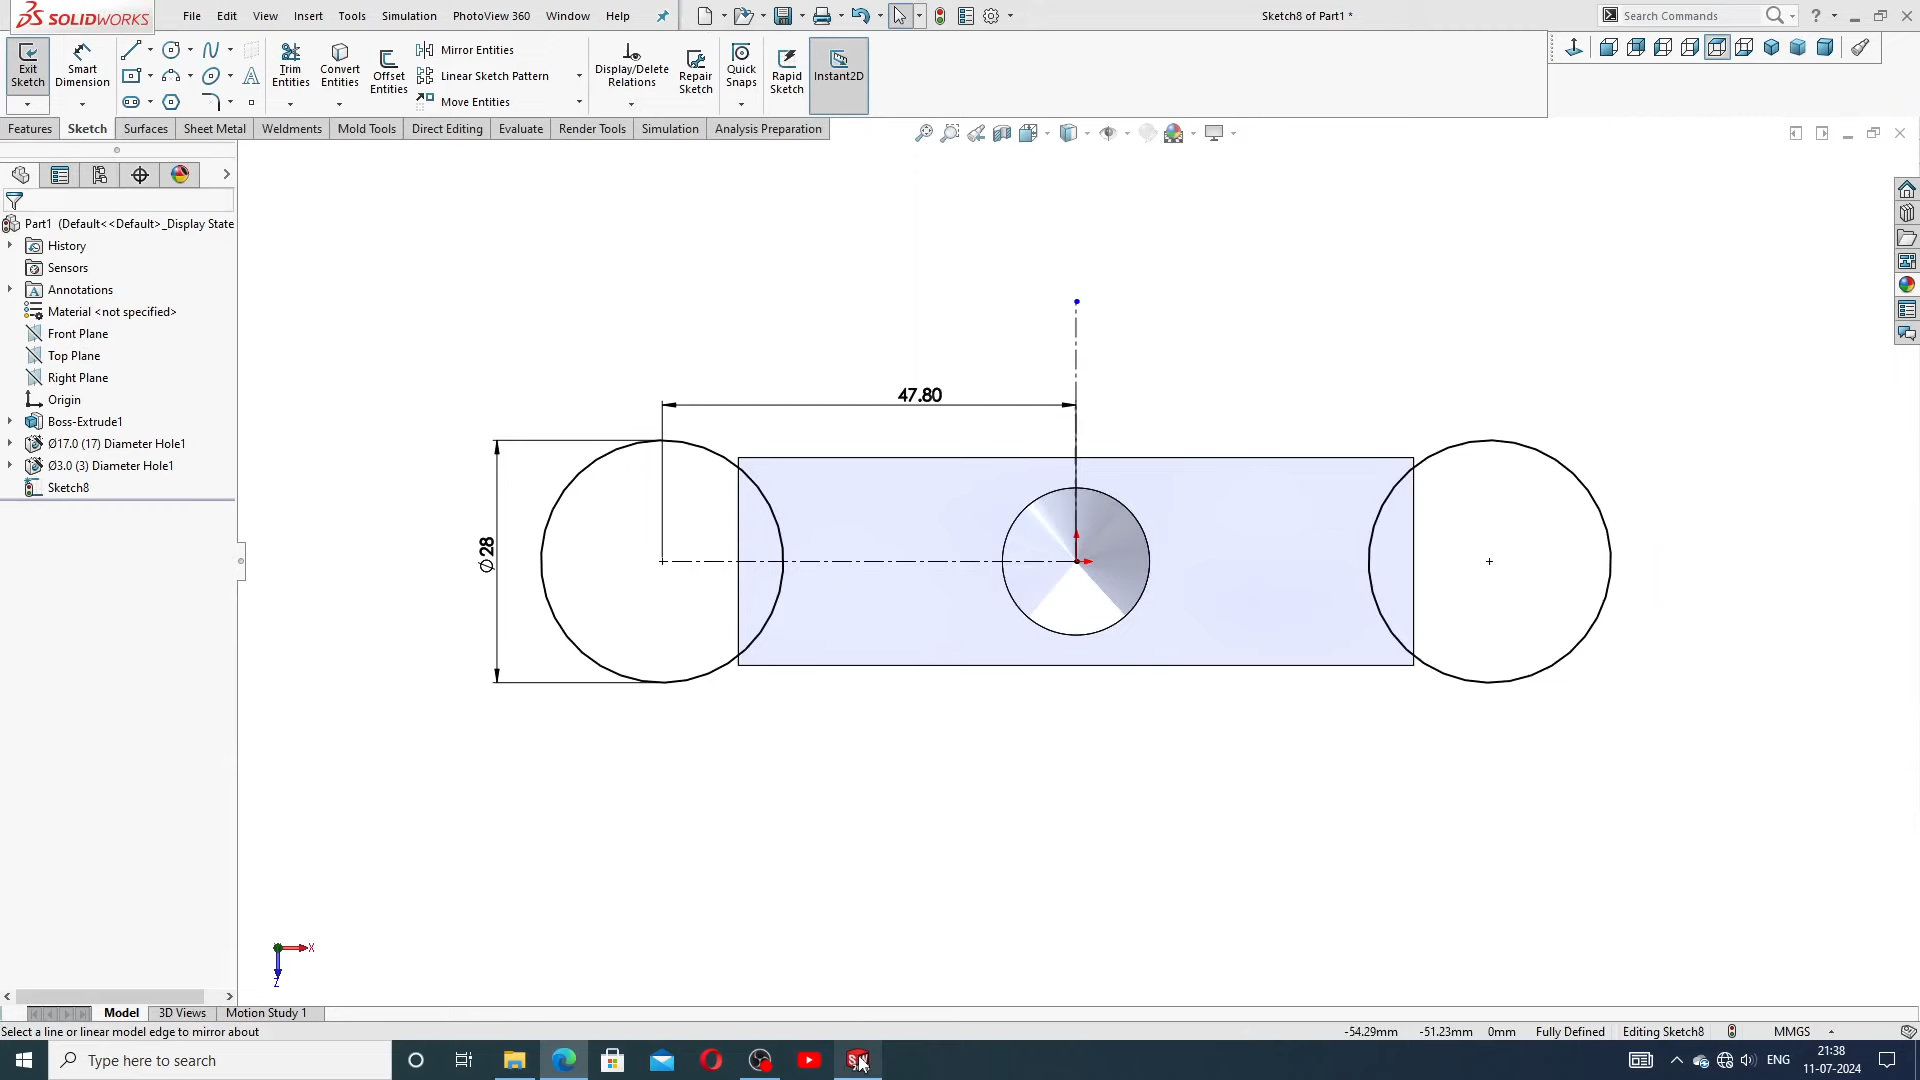 SOLIDWORKS
File Edit View Insert Tools Simulation PhotoView 360 Window Help
Sketch8 of Part1 *
Search Commands
Exit Sketch
Smart Dimension
Trim Entities
Convert Entities
Offset Entities
Mirror Entities
Linear Sketch Pattern
Move Entities
Display/Delete Relations
Repair Sketch
Quick Snaps
Rapid Sketch
Instant2D
Features Sketch Surfaces Sheet Metal Weldments Mold Tools Direct Editing Evaluate Render Tools Simulation Analysis Preparation
Part1 (Default<<Default>_Display State
History
Sensors
Annotations
Material <not specified>
Front Plane
Top Plane
Right Plane
Origin
Boss-Extrude1
Ø17.0 (17) Diameter Hole1
Ø3.0 (3) Diameter Hole1
Sketch8
47.80
Ø28
X
Z
Model 3D Views Motion Study 1
Select a line or linear model edge to mirror about
-54.29mm -51.23mm 0mm Fully Defined Editing Sketch8 MMGS
Type here to search
ENG
21:38
11-07-2024